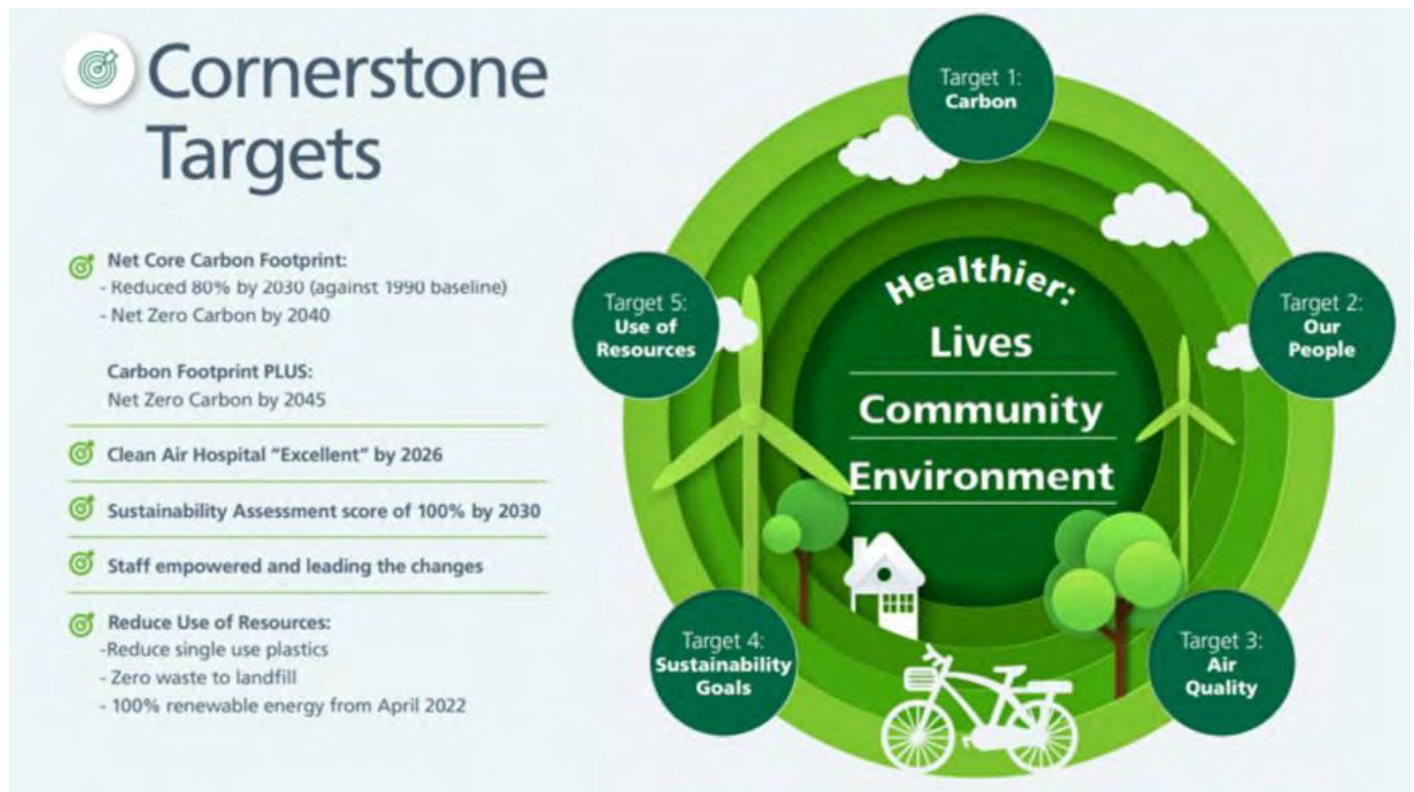 Cornerstone
Targets
Net Core Carbon Footprint:
- Reduced 80% by 2030 (against 1990 baseline)
- Net Zero Carbon by 2040
Carbon Footprint PLUS:
Net Zero Carbon by 2045
Clean Air Hospital “Excellent” by 2026
Sustainability Assessment score of 100% by 2030
Staff empowered and leading the changes
Reduce Use of Resources:
-Reduce single use plastics
- Zero waste to landfill
- 100% renewable energy from April 2022
Target 1:
Carbon
Target 2:
Our
People
Target 3:
Air
Quality
Target 4:
Sustainability
Goals
Target 5:
Use of
Resources
Healthier:
Lives
Community
Environment